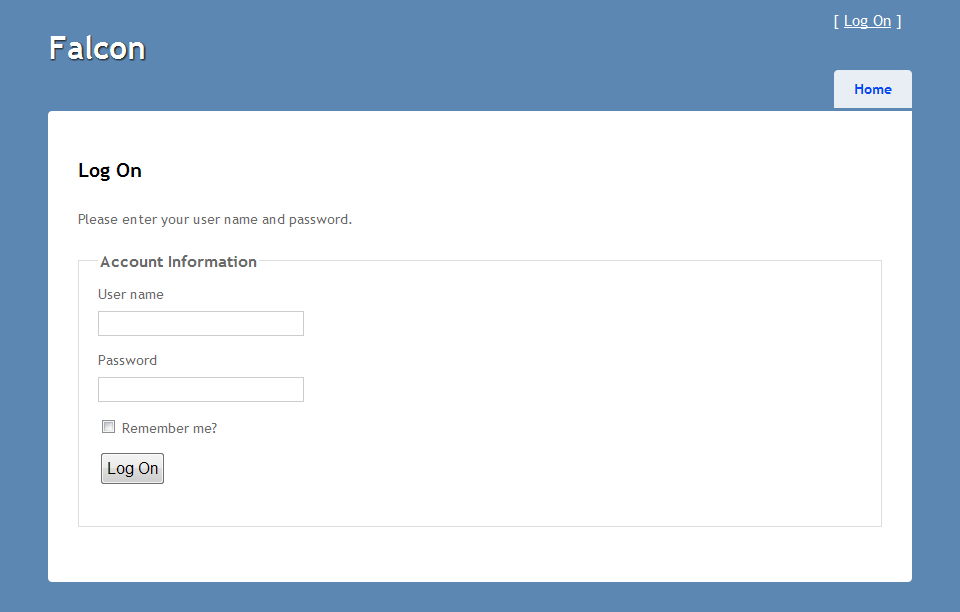 [ Log On ]
Falcon
Home
Log On
Please enter your user name and password.
Account Information
User name
Password
Remember me?
Log On